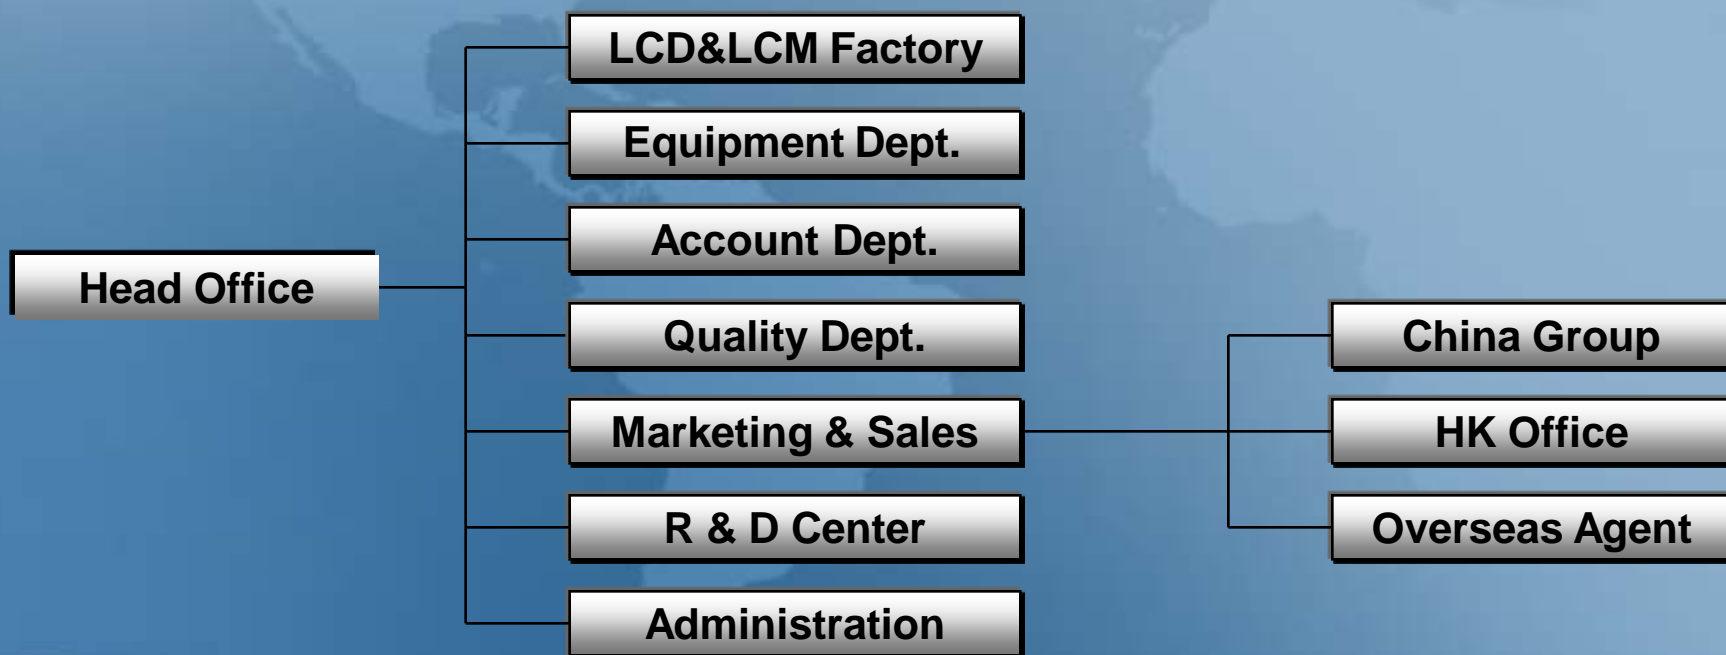 Head Office
LCD&LCM Factory
Equipment Dept.
Account Dept.
Quality Dept.
Marketing & Sales
R & D Center
Administration
China Group
HK Office
Overseas Agent